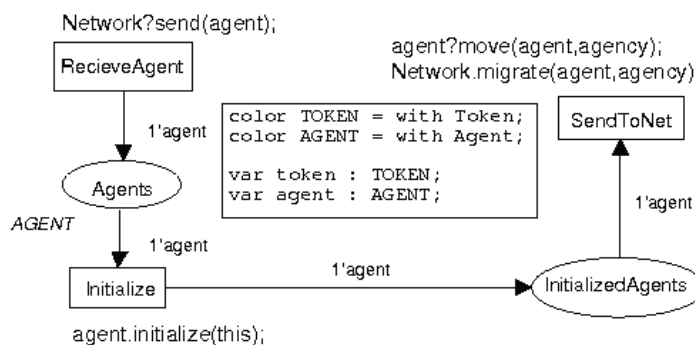 Network?send(agent);
RecieveAgent
1'agent
Agents
AGENT
1'agent
Initialize
agent.initialize(this);
color TOKEN = with Token;
color AGENT = with Agent;
var token : TOKEN;
var agent : AGENT;
1'agent
InitializedAgents
1'agent
SendToNet
agent?move(agent,agency);
Network.migrate(agent,agency)